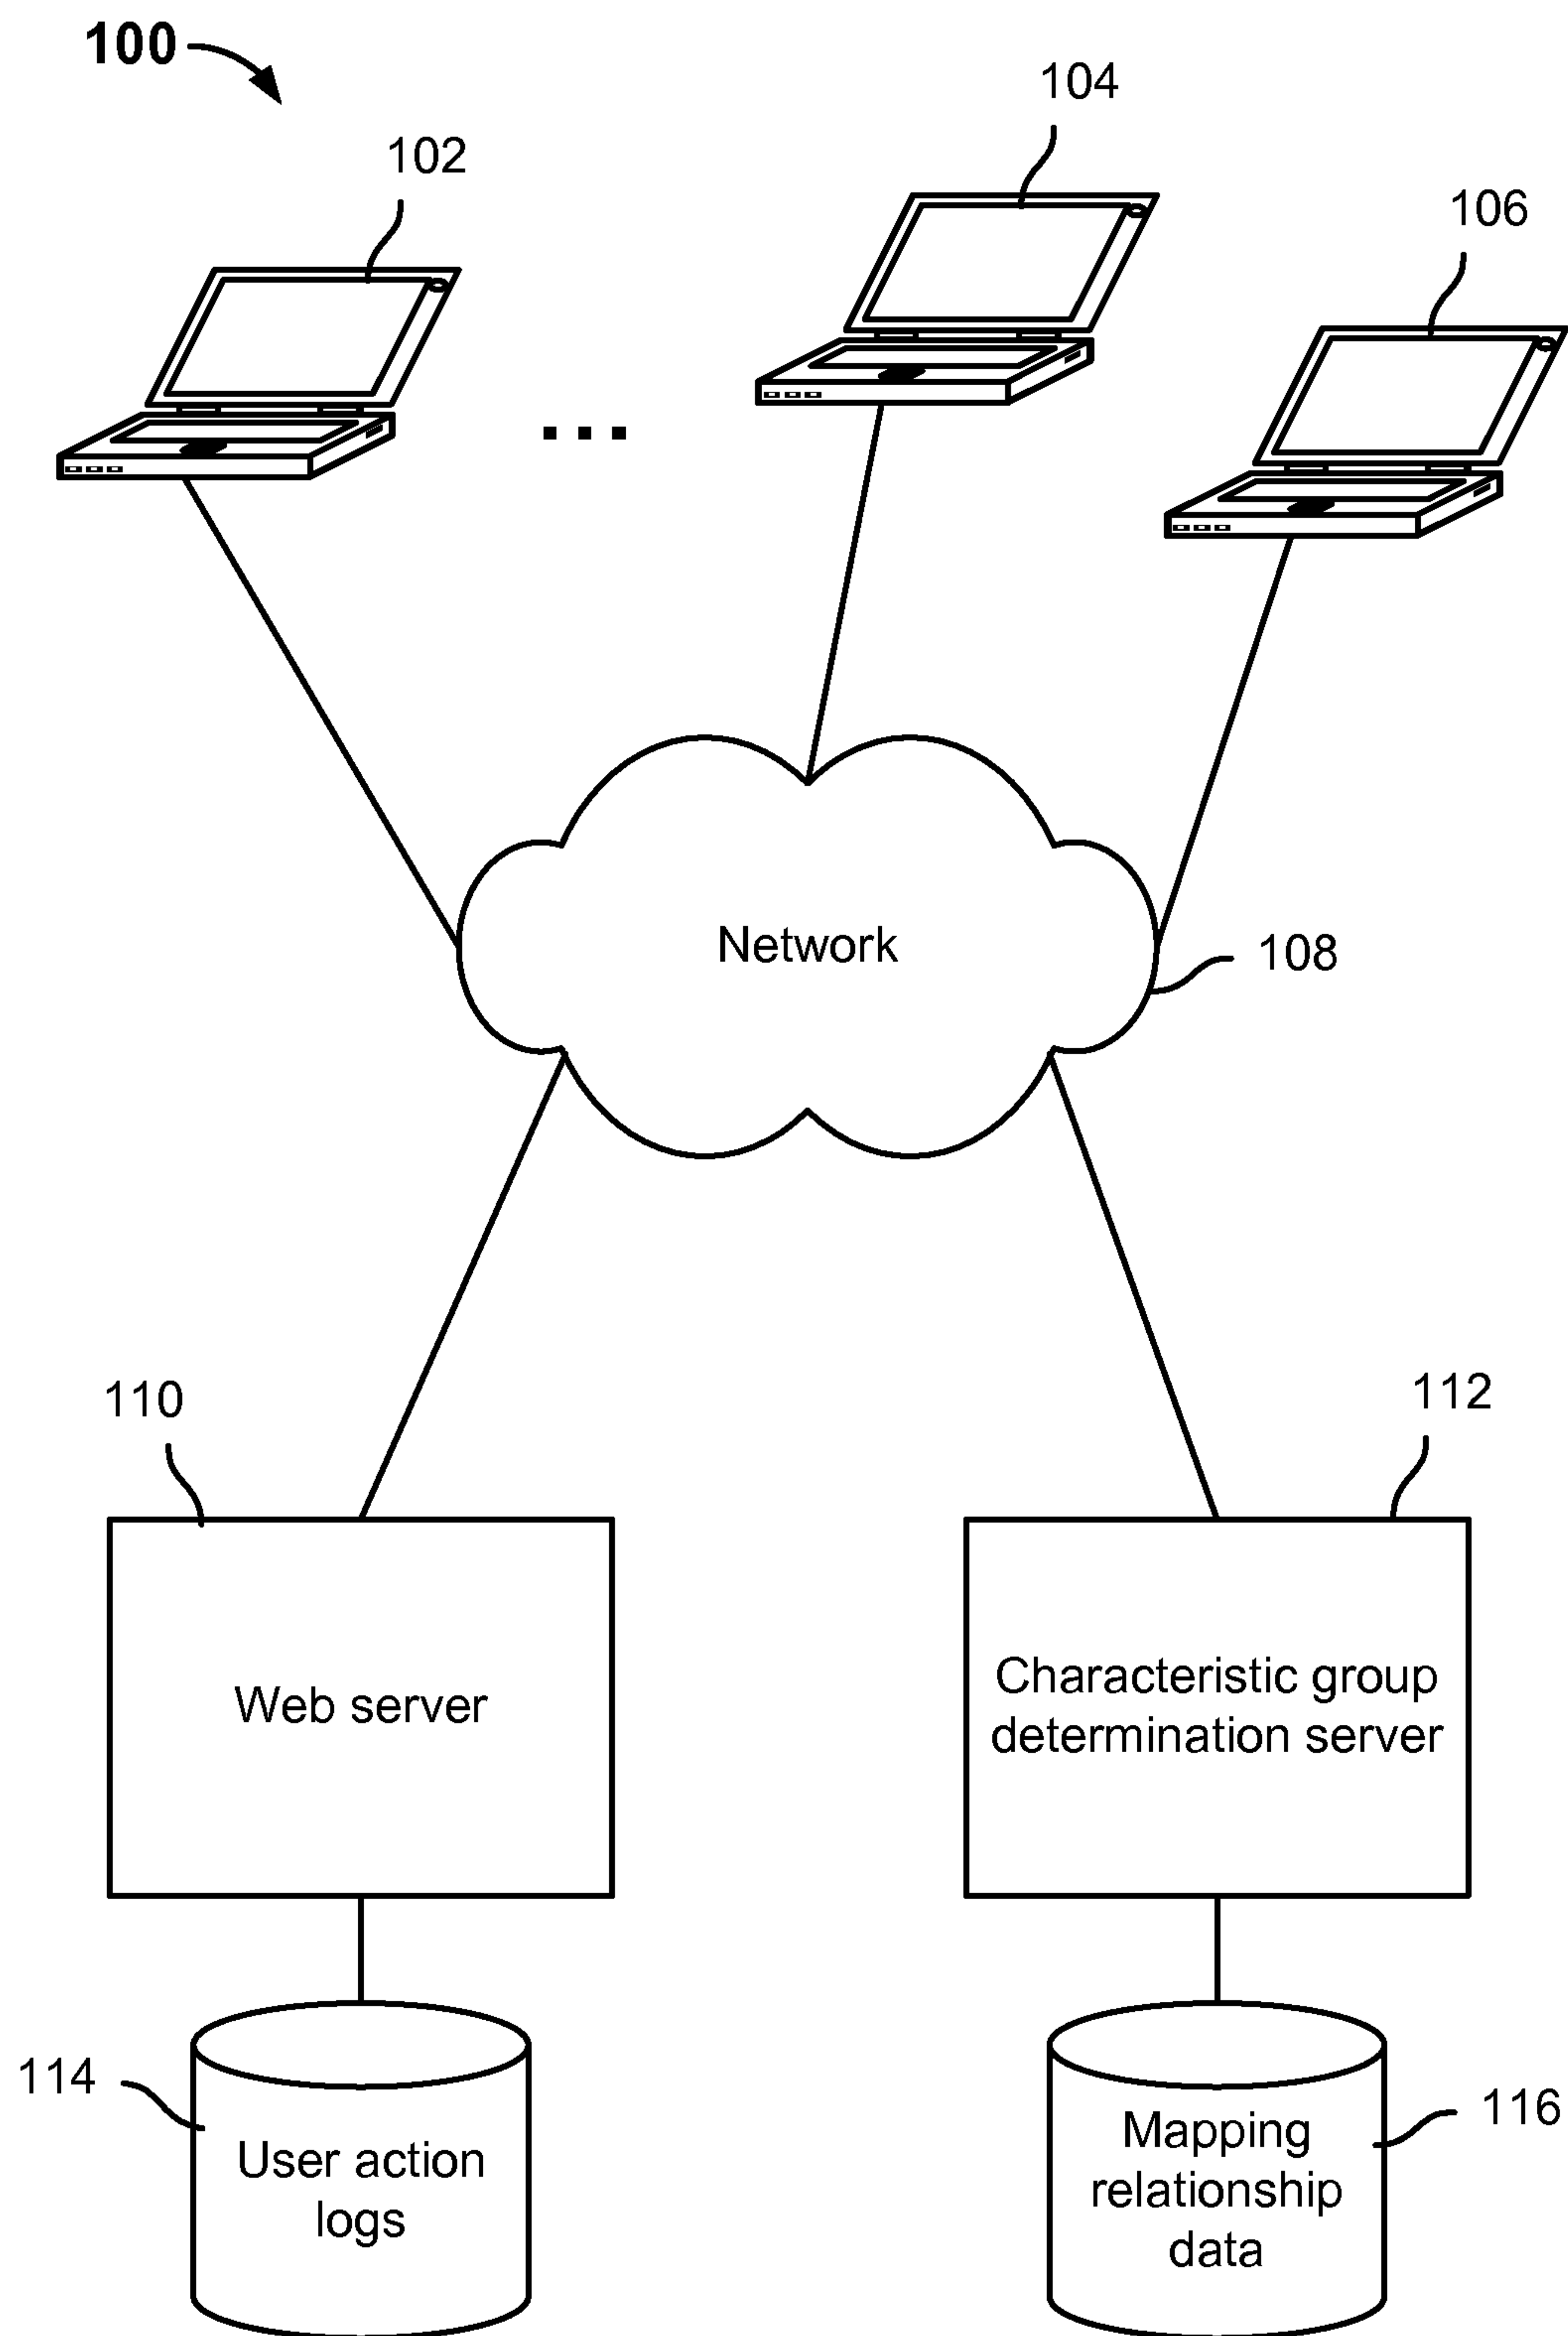 100
104
102
106
Network
108
110
112
Web server
Characteristic group
determination server
114
116
User action
logs
Mapping
relationship
data